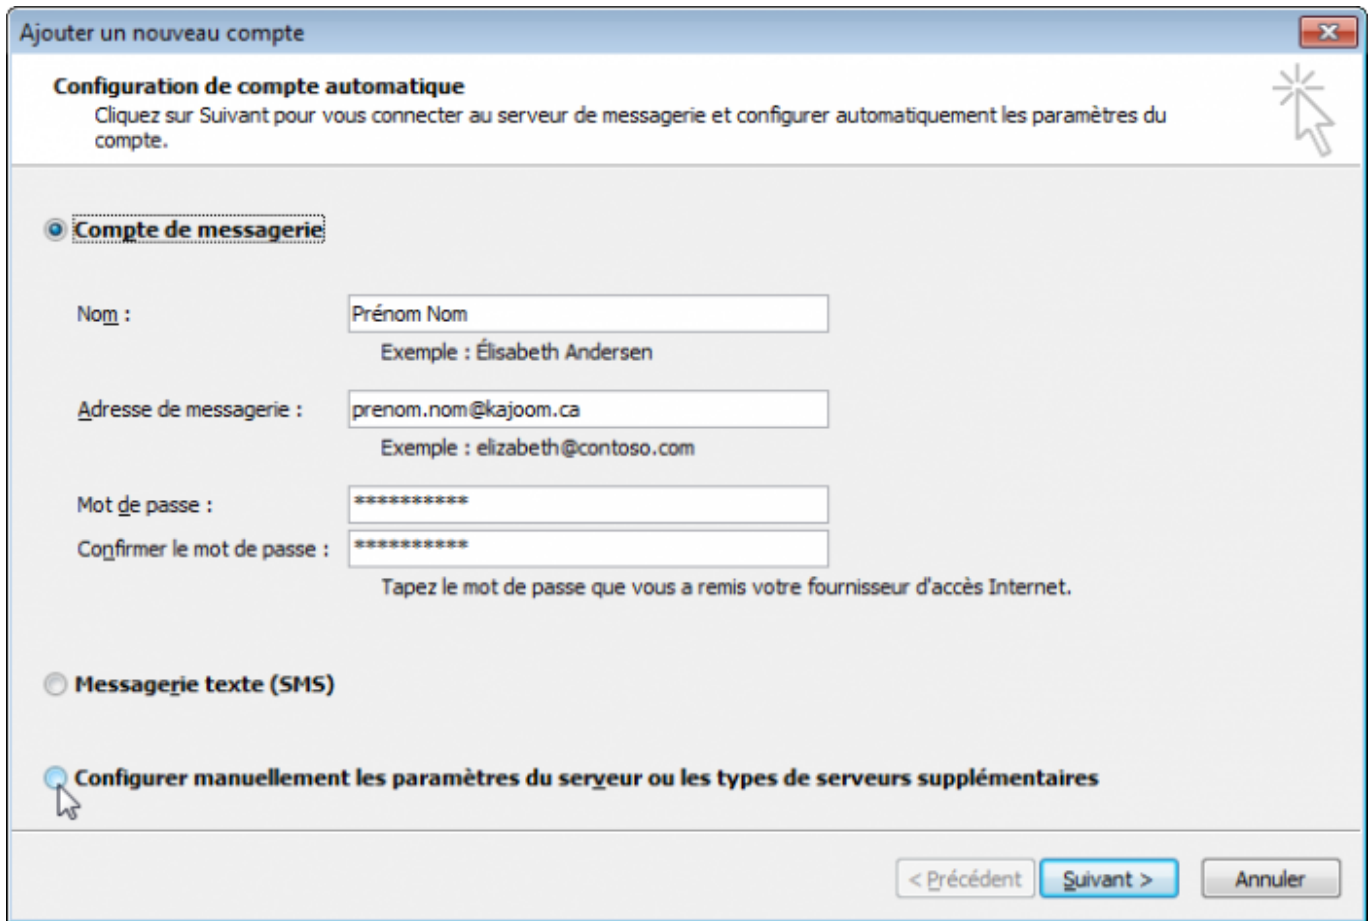 Ajouter un nouveau compte
Configuration de compte automatique
Cliquez sur Suivant pour vous connecter au serveur de messagerie et configurer automatiquement les paramètres du
compte.
Compte de messagerie
Nom : Prénom Nom
Exemple : Élisabeth Andersen
Adresse de messagerie : prenom.nom@kajoom.ca
Exemple : elizabeth@contoso.com
Mot de passe : **********
Confirmer le mot de passe : **********
Tapez le mot de passe que vous a remis votre fournisseur d'accès Internet.
Messagerie texte (SMS)
Configurer manuellement les paramètres du serveur ou les types de serveurs supplémentaires
< Précédent Suivant > Annuler